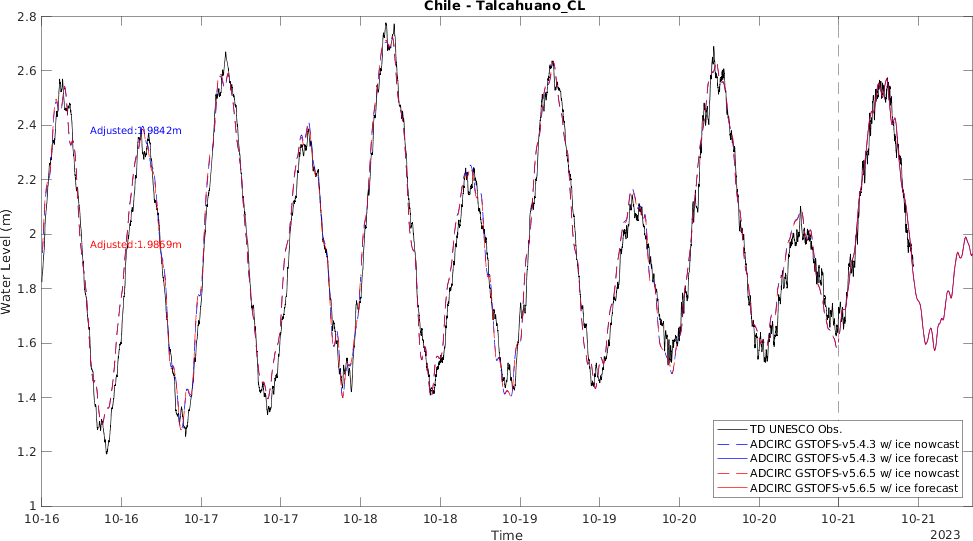 Chile - Talcahuano_CL
2.8
2.6
2.4
2.2
2
1.8
1.6
1.4
1.2
1
Water Level (m)
Adjusted:1.9842m
Adjusted:1.9869m
TD UNESCO Obs.
ADCIRC GSTOFS-v5.4.3 w/ ice nowcast
ADCIRC GSTOFS-v5.4.3 w/ ice forecast
ADCIRC GSTOFS-v5.6.5 w/ ice nowcast
ADCIRC GSTOFS-v5.6.5 w/ ice forecast
10-16 10-16 10-17 10-17 10-18 10-18 10-19 10-19 10-20 10-20 10-21 10-21
2023
Time